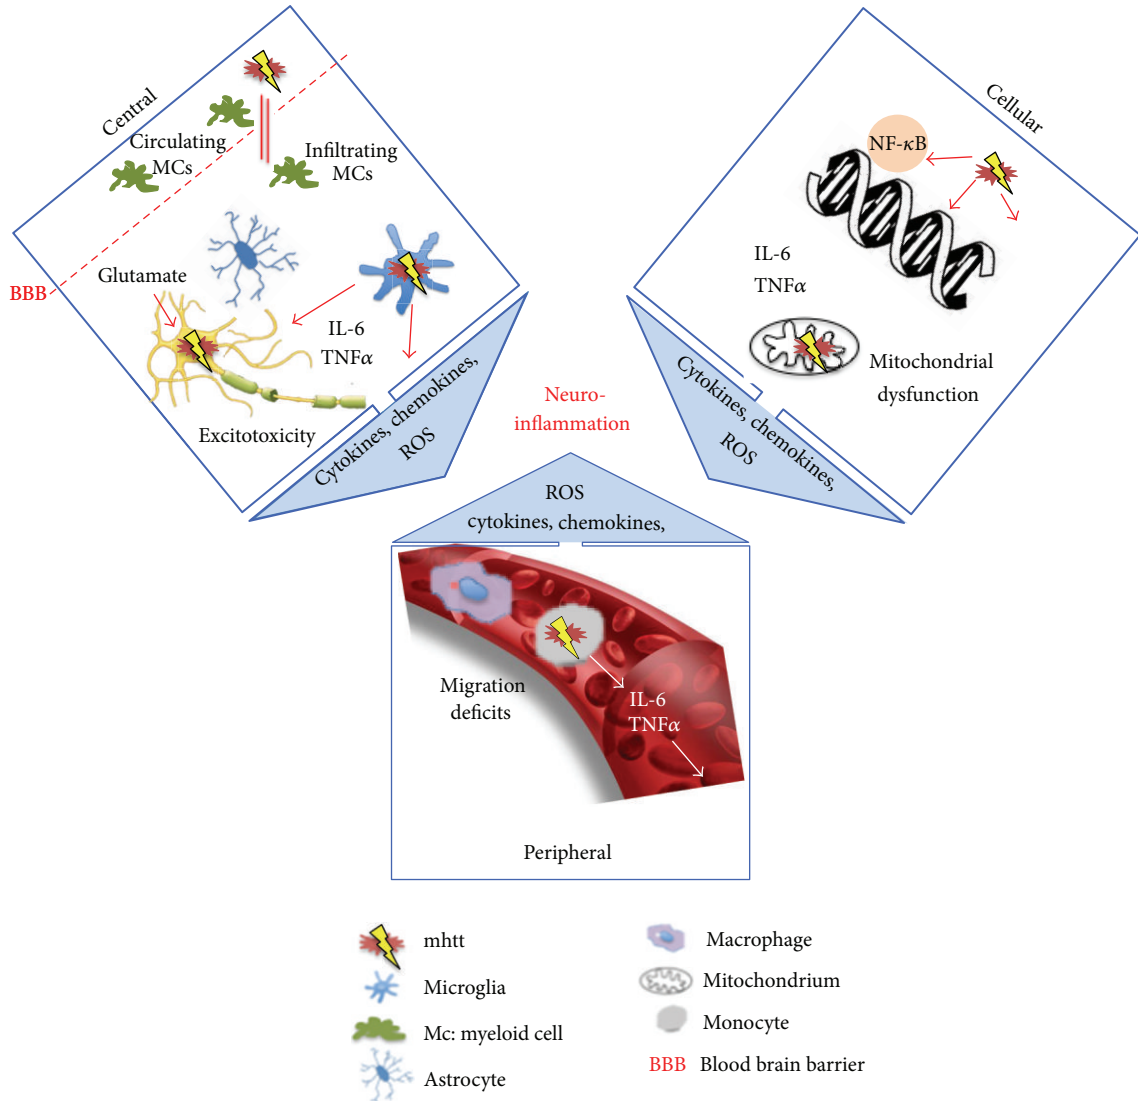 Central
Circulating
MCs
Infiltrating
MCs
BBB
Glutamate
IL-6
TNFα
Excitotoxicity
Cytokines, chemokines,
ROS
Cellular
NF-κB
IL-6
TNFα
Mitochondrial
dysfunction
Cytokines, chemokines,
ROS
Neuro-
inflammation
ROS
cytokines, chemokines,
Migration
deficits
IL-6
TNFα
Peripheral
mhtt
Microglia
Mc: myeloid cell
Astrocyte
Macrophage
Mitochondrium
Monocyte
BBB Blood brain barrier